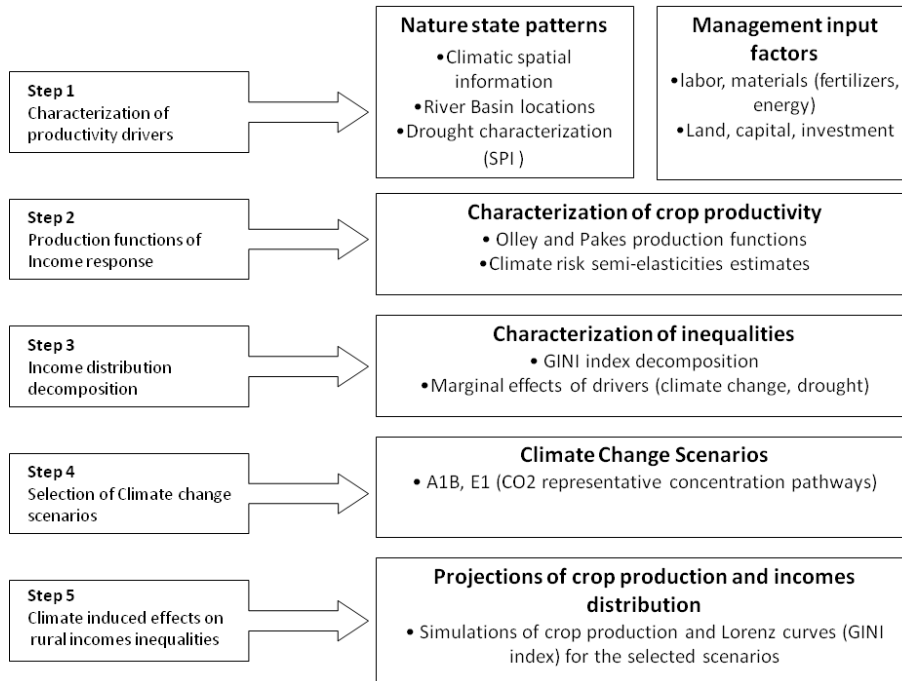 Step 1
Characterization of
productivity drivers
Nature state patterns
•Climatic spatial
information
•River Basin locations
•Drought characterization
(SPI )
Management input
factors
•labor, materials (fertilizers,
energy)
•Land, capital, investment
Step 2
Production functions of
Income response
Characterization of crop productivity
• Olley and Pakes production functions
•Climate risk semi-elasticities estimates
Step 3
Income distribution
decomposition
Characterization of inequalities
• GINI index decomposition
•Marginal effects of drivers (climate change, drought)
Step 4
Selection of Climate change
scenarios
Climate Change Scenarios
• A1B, E1 (CO2 representative concentration pathways)
Step 5
Climate induced effects on
rural incomes inequalities
Projections of crop production and incomes
distribution
• Simulations of crop production and Lorenz curves (GINI
index) for the selected scenarios